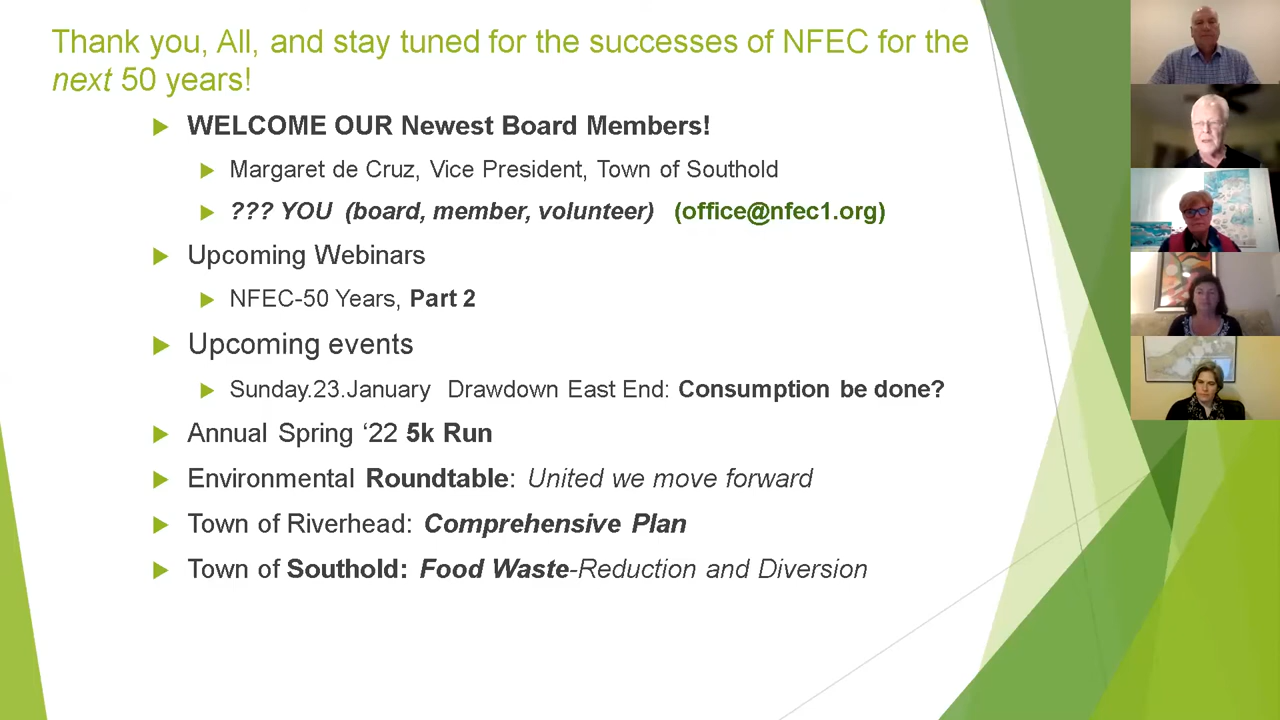 Thank you, All, and stay tuned for the successes of NFEC for the
next 50 years!
WELCOME OUR Newest Board Members!
Margaret de Cruz, Vice President, Town of Southold
??? YOU (board, member, volunteer) (office@nfec1.org)
Upcoming Webinars
NFEC-50 Years, Part 2
Upcoming events
Sunday.23.January Drawdown East End: Consumption be done?
Annual Spring ‘22 5k Run
Environmental Roundtable: United we move forward
Town of Riverhead: Comprehensive Plan
Town of Southold: Food Waste-Reduction and Diversion